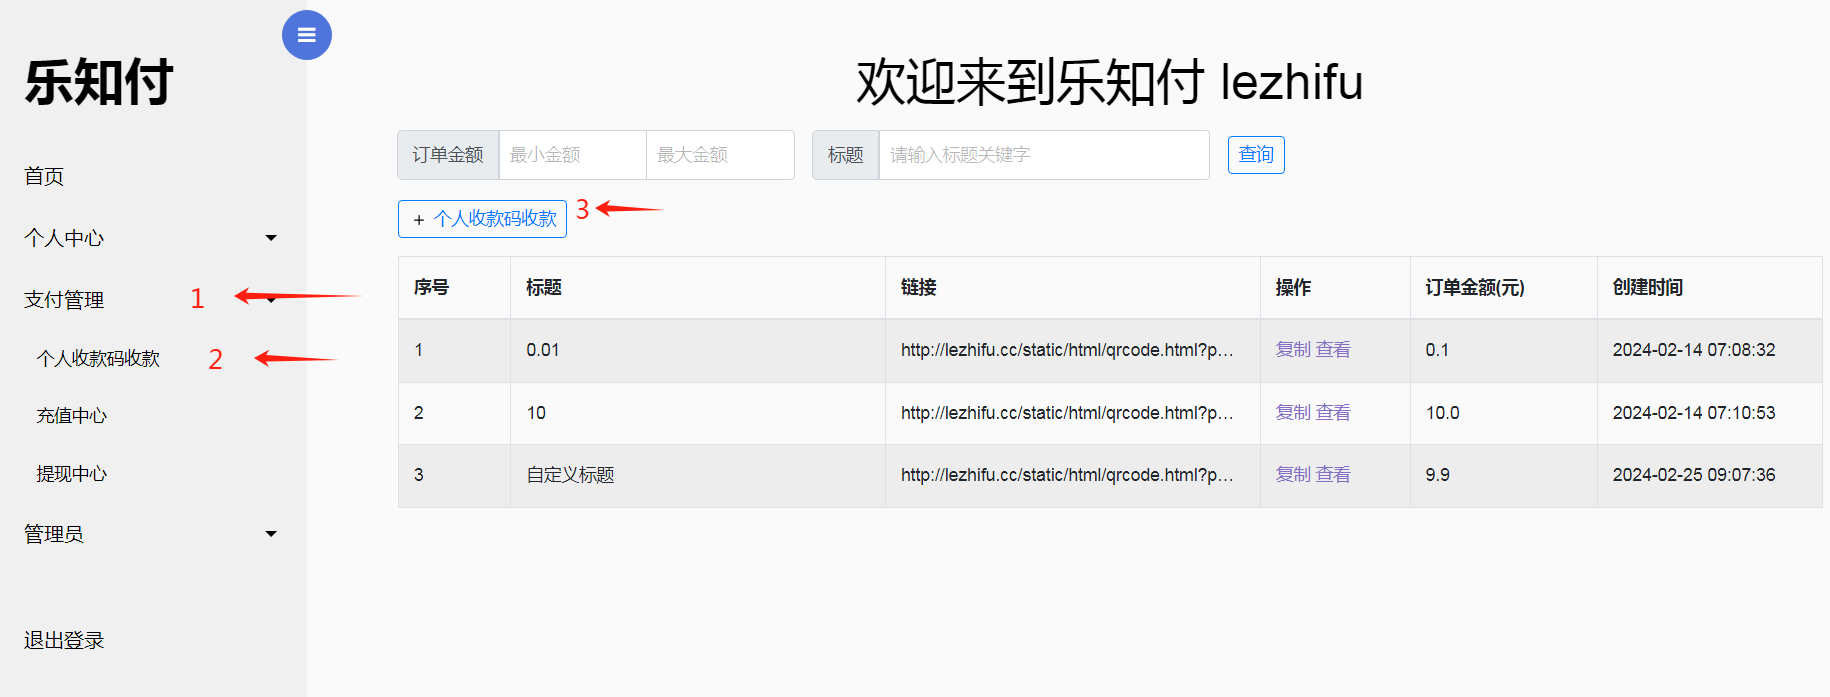 乐知付
欢迎来到乐知付 lezhifu
订单金额 最小金额 最大金额 标题 请输入标题关键字 查询
首页
+ 个人收款码收款 3
个人中心
序号 标题 链接 操作 订单金额(元) 创建时间
支付管理 1
1 0.01 http://lezhifu.cc/static/html/qrcode.html?p... 复制 查看 0.1 2024-02-14 07:08:32
个人收款码收款 2
2 10 http://lezhifu.cc/static/html/qrcode.html?p... 复制 查看 10.0 2024-02-14 07:10:53
充值中心
3 自定义标题 http://lezhifu.cc/static/html/qrcode.html?p... 复制 查看 9.9 2024-02-25 09:07:36
提现中心
管理员
退出登录